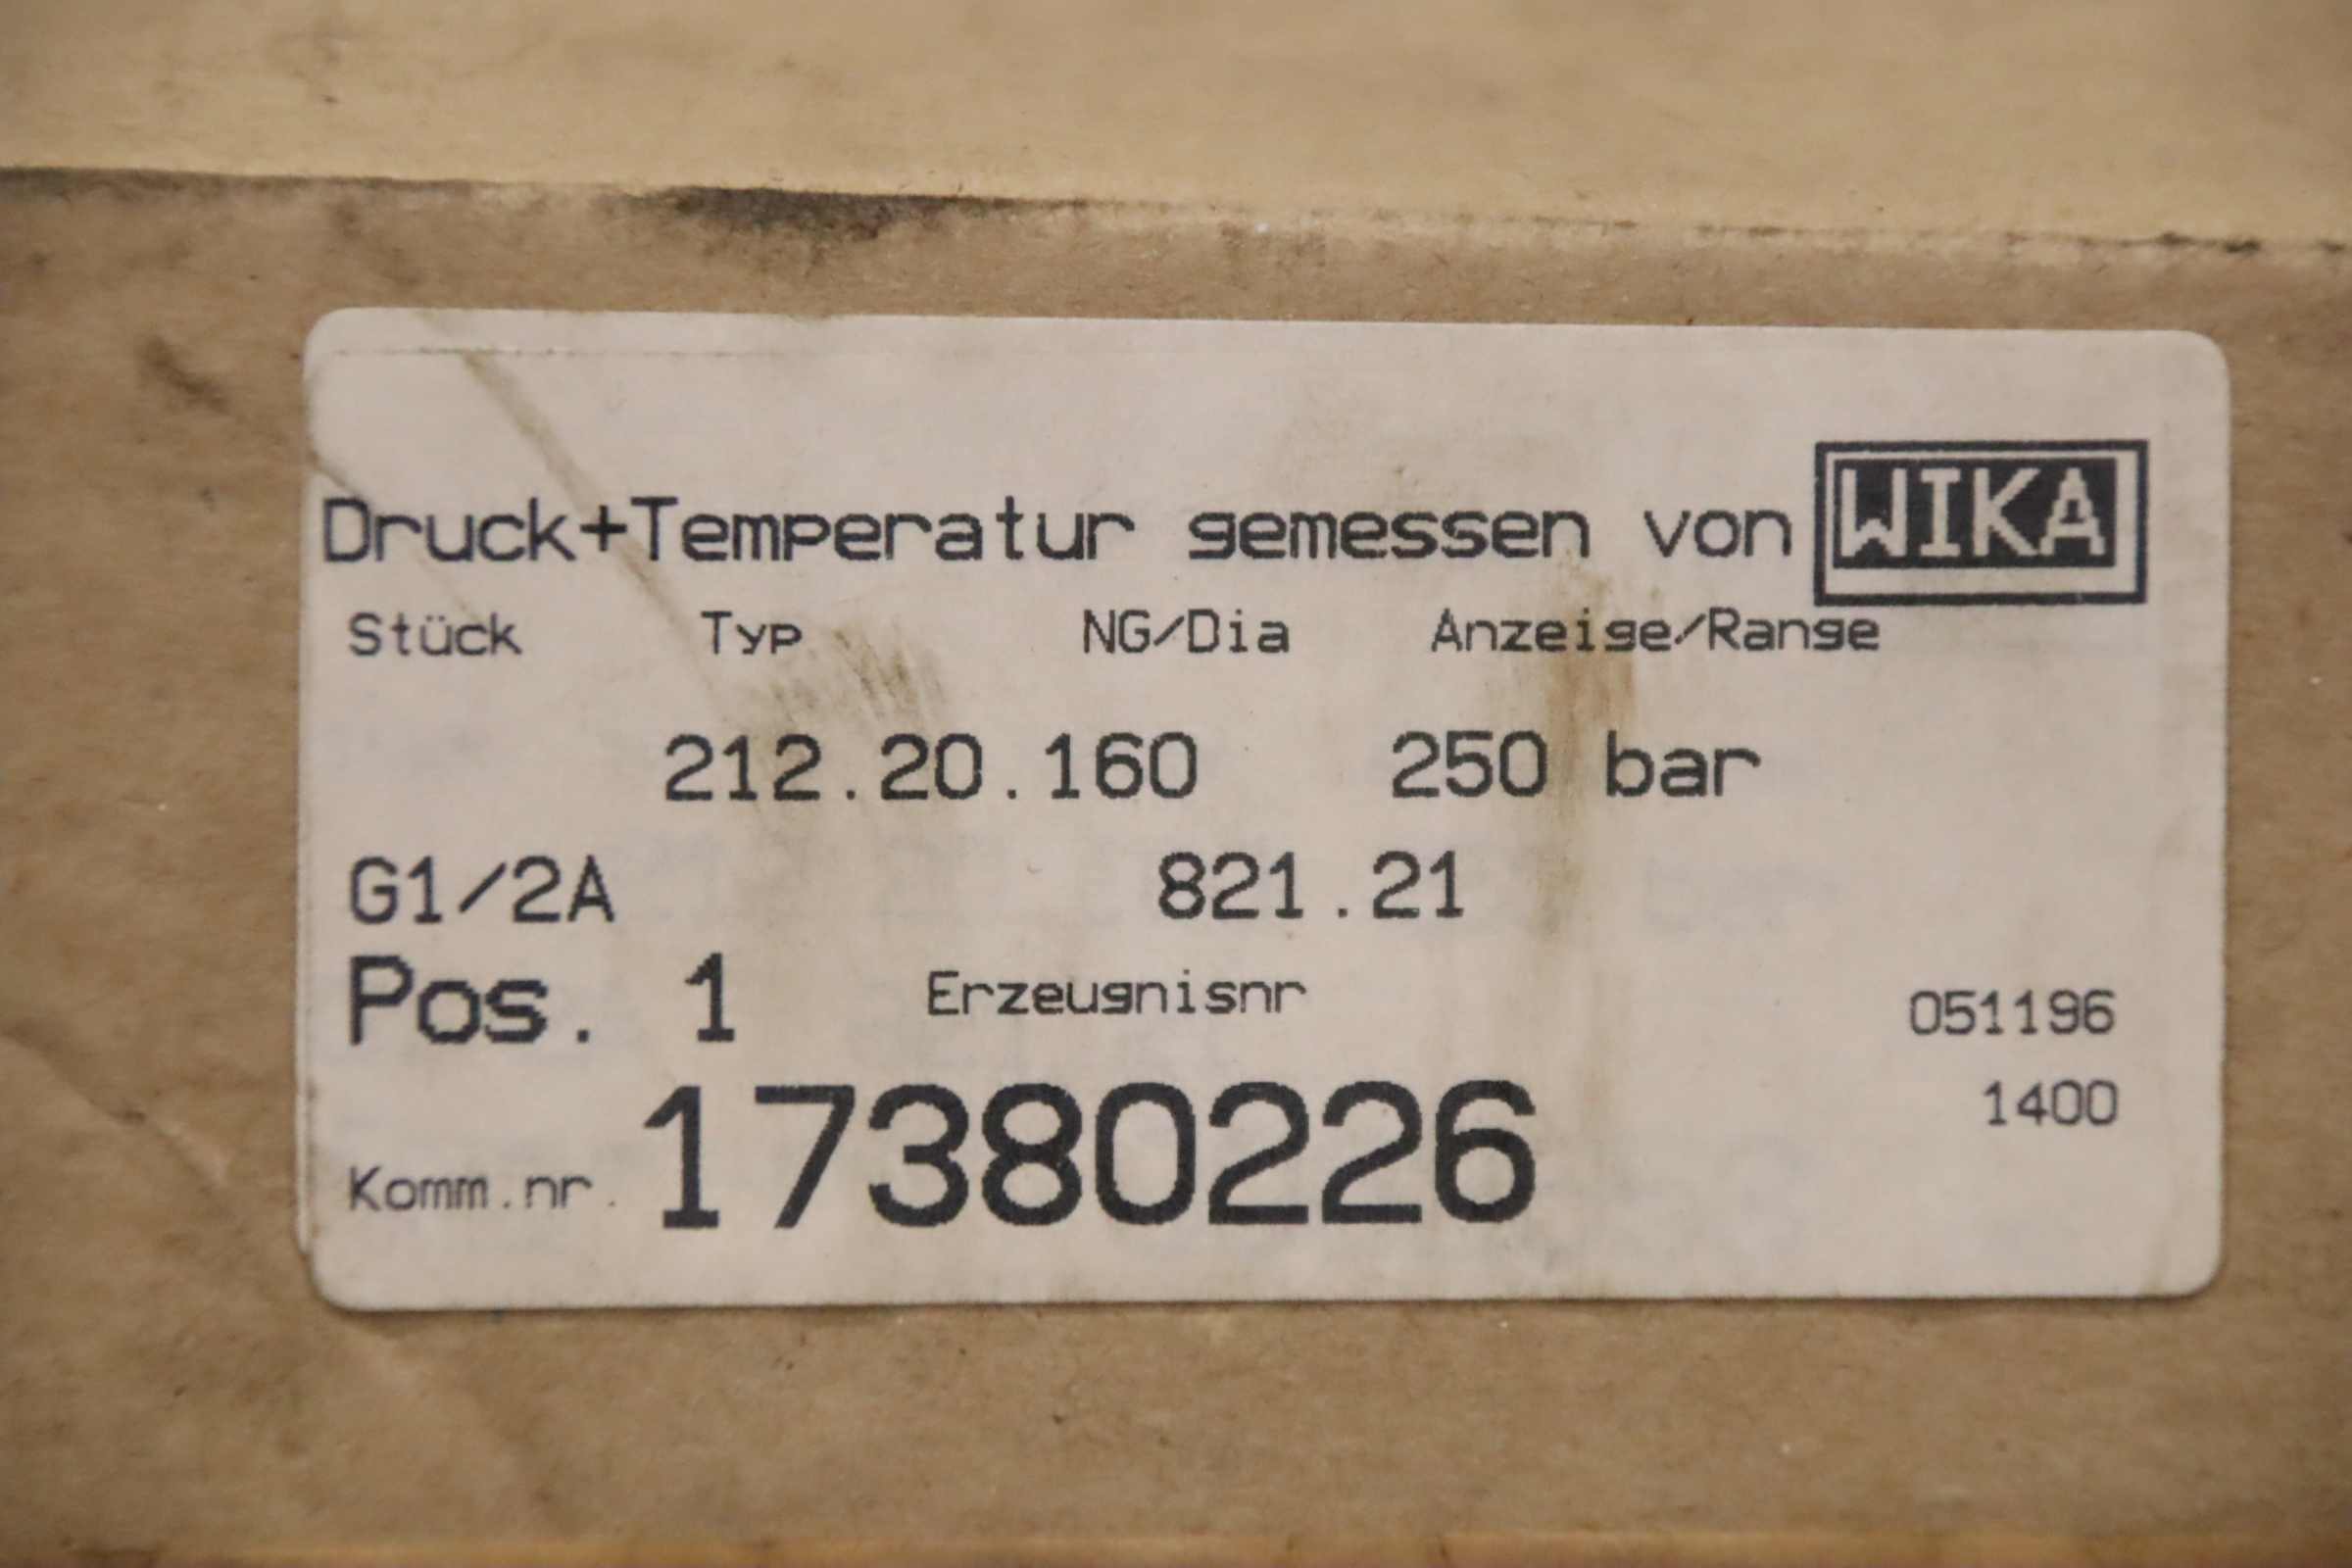 Druck+Temperatur gemessen von WIKA
Stück Typ NG/Dia Anzeige/Range
212.20.160 250 bar
G1/2A 821.21
Pos. 1 Erzeugnisnr 051196
1400
Komm.nr. 17380226